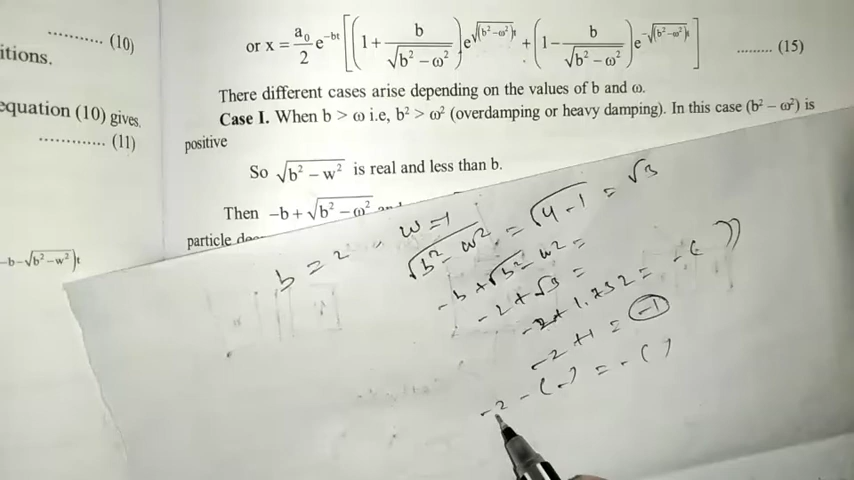 ........... (10)
itions.
equation (10) gives,
............ (11)
-b-√(b²-w²))t
or x = a₀/2 e^(-bt) [(1 + b/√(b² – ω²)) e^(√(b²–ω²)t) + (1 – b/√(b² – ω²)) e^(-√(b²–ω²)t)] ......... (15)
There different cases arise depending on the values of b and ω.
Case I. When b > ω i.e, b² > ω² (overdamping or heavy damping). In this case (b² – ω²) is
positive
So √(b² – w²) is real and less than b.
Then –b + √(b² – ω²) and
particle
b = 2 w = 1
√(b² - w²) = √(4 - 1) = √3
- b + √(b² - w²) =
- 2 + √3 =
- 2 + 1.732 = - (
- 2 + 1 = -1
- 2 - (-) = - ( )